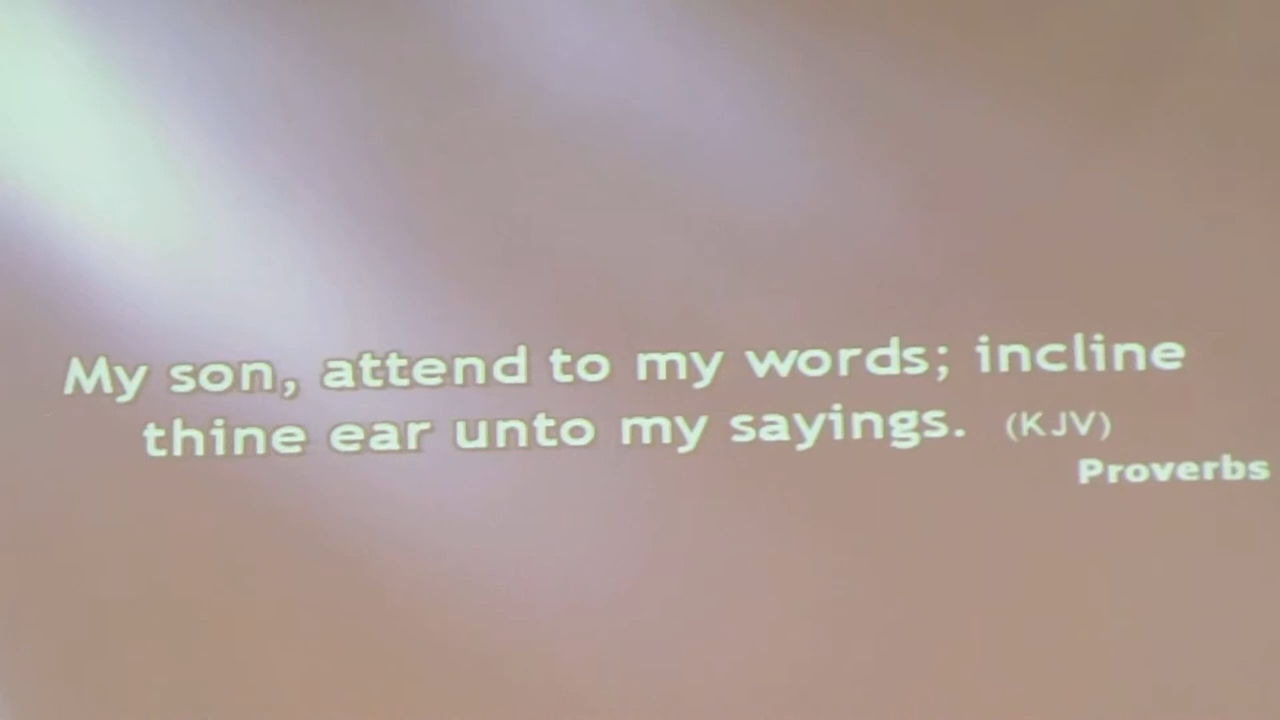 My son, attend to my words; incline
thine ear unto my sayings. (KJV)
Proverbs